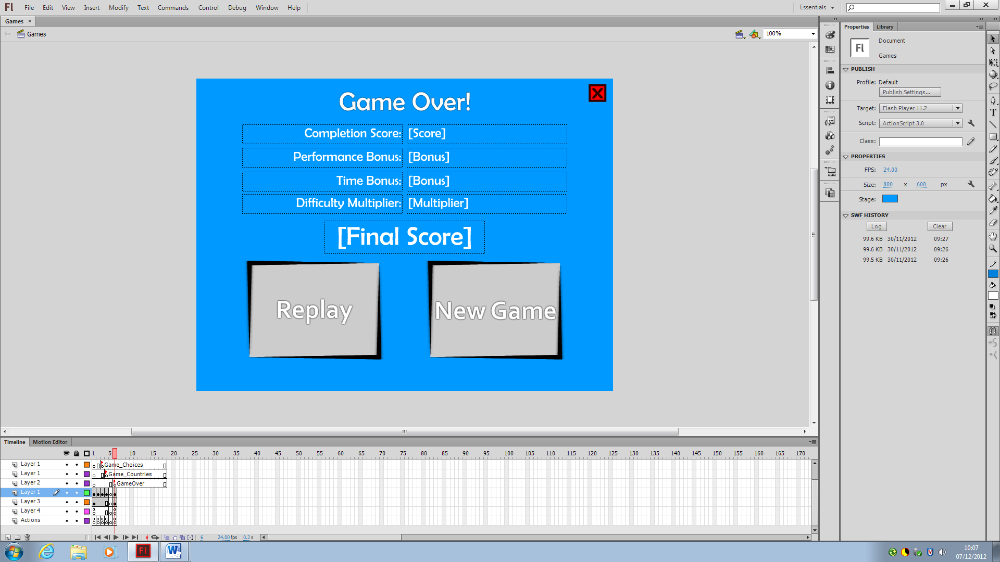 Fl File Edit View Insert Modify Text Commands Control Debug Window Help Essentials
Games ×
Games 100%
Game Over!
X
Completion Score: [Score]
Performance Bonus: [Bonus]
Time Bonus: [Bonus]
Difficulty Multiplier: [Multiplier]
[Final Score]
Replay New Game
Properties Library
Fl
Document
Games
PUBLISH
Profile: Default
Publish Settings...
Target: Flash Player 11.2
Script: ActionScript 3.0
Class:
PROPERTIES
FPS: 24.00
Size: 800 x 600 px
Stage:
SWF HISTORY
Log Clear
99.6 KB 30/11/2012 09:27
99.6 KB 30/11/2012 09:26
99.5 KB 30/11/2012 09:26
Timeline Motion Editor
1 5 10 15 20 25 30 35 40 45 50 55 60 65 70 75 80 85 90 95 100 105 110 115 120 125 130 135 140 145 150 155 160 165 170
Layer 1 Game_Choices
Layer 1 Game_Countries
Layer 2 GameOver
Layer 1
Layer 3
Layer 4
Actions
6 24.00 fps 0.2 s
Fl W
10:07
07/12/2012